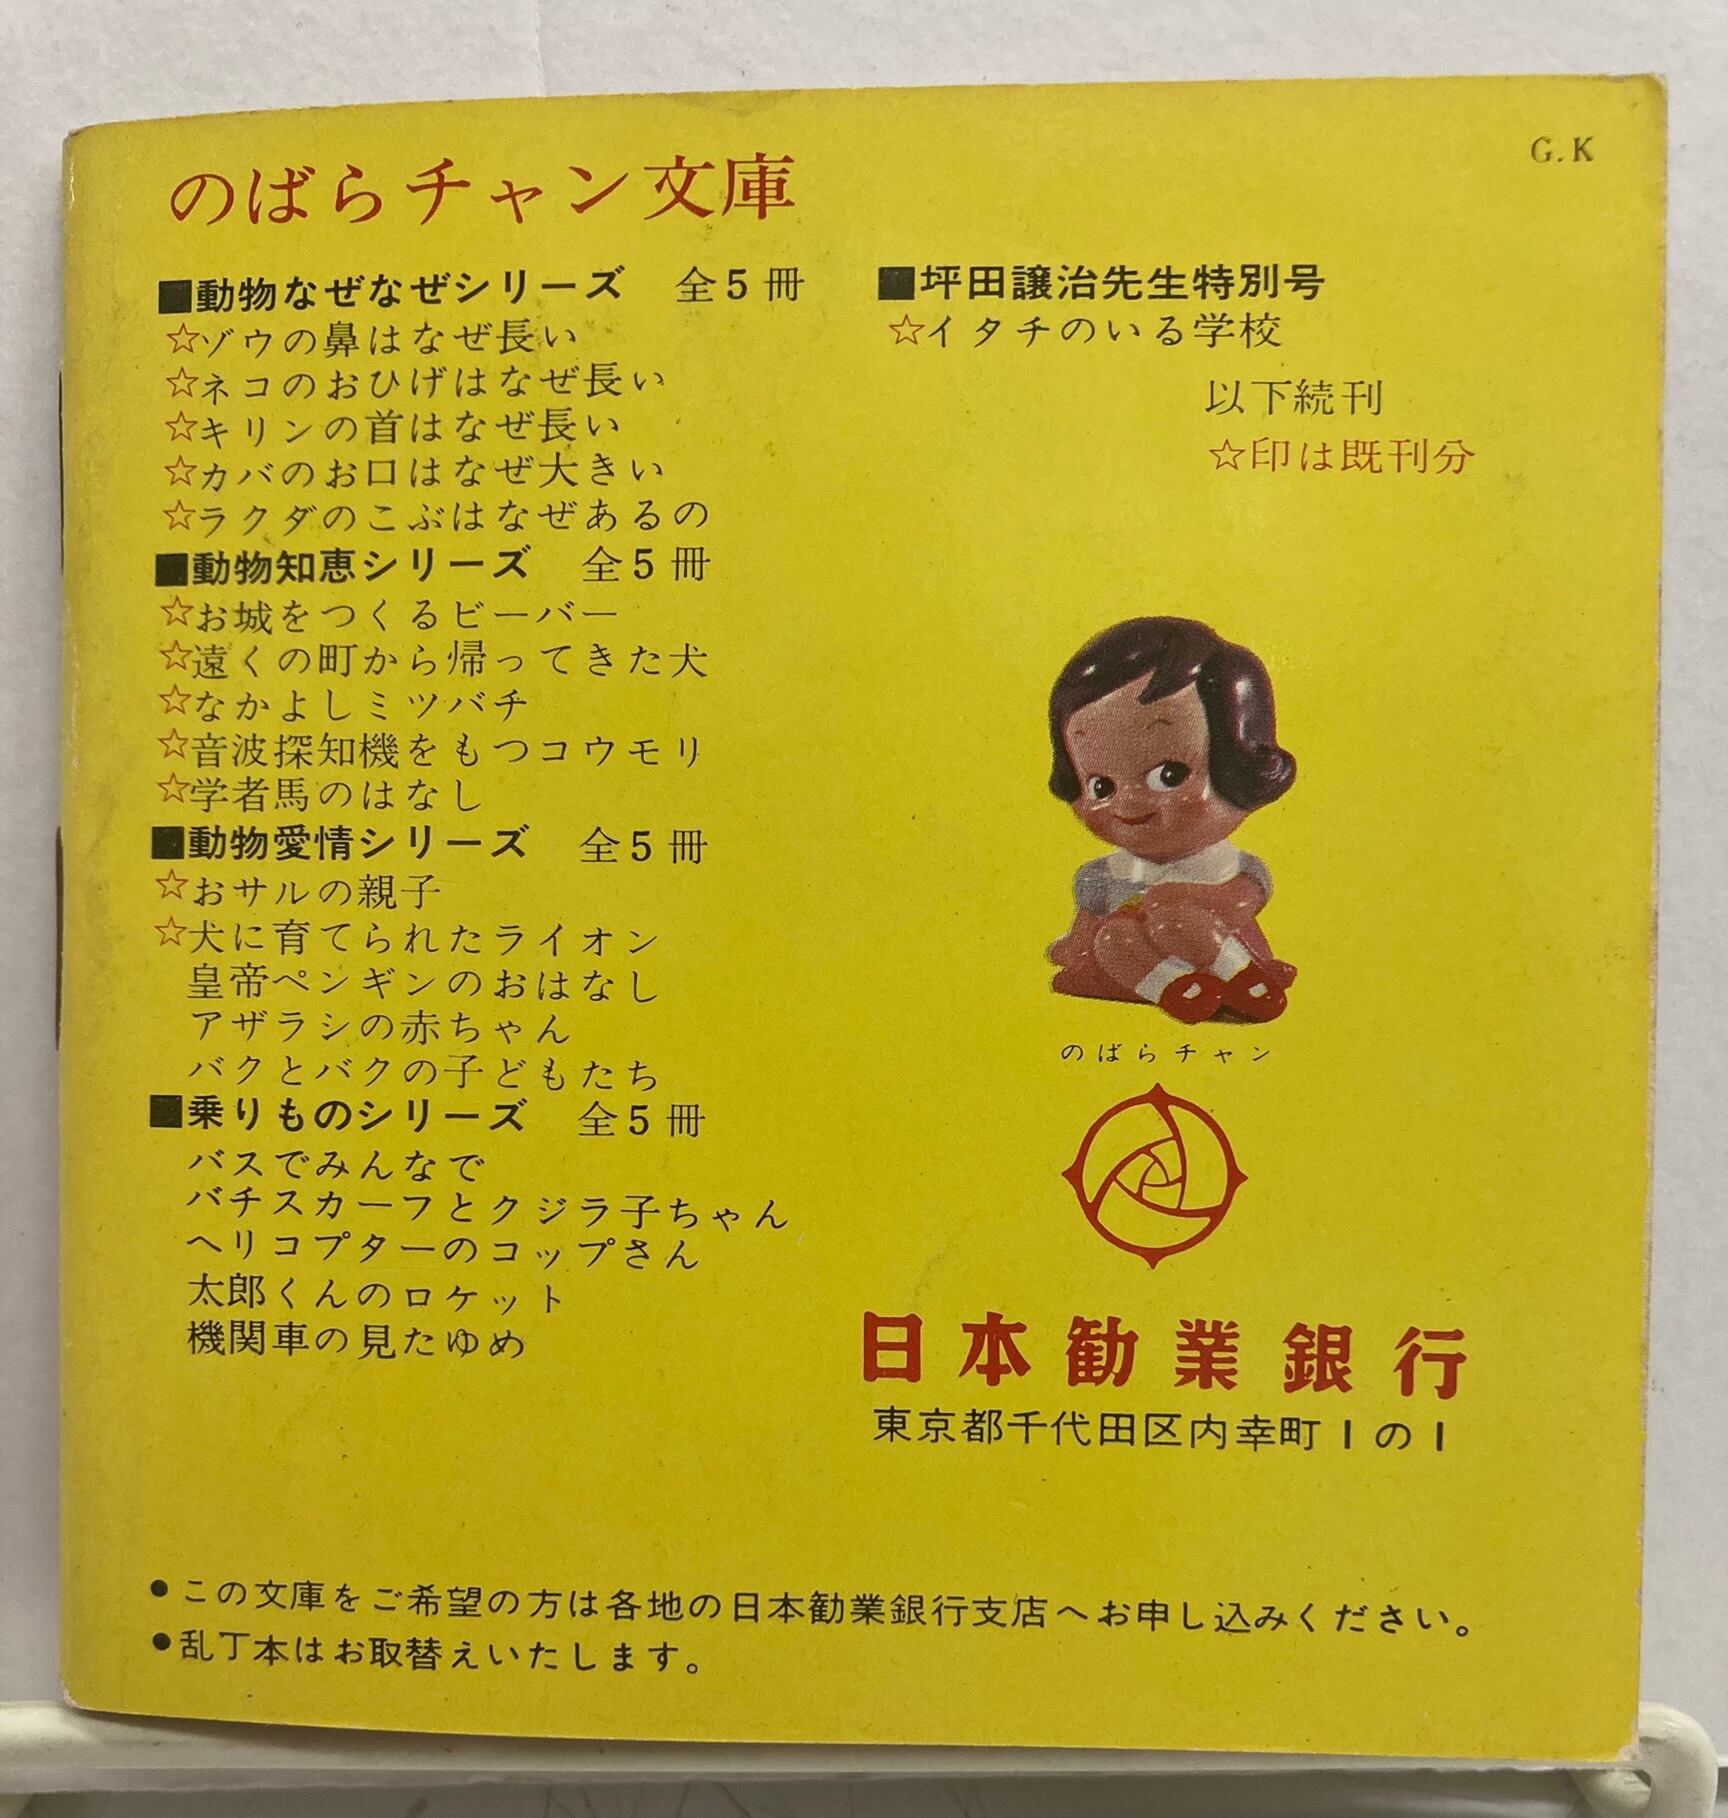 G.K
のばらチャン文庫
■動物なぜなぜシリーズ 全5冊
☆ゾウの鼻はなぜ長い
☆ネコのおひげはなぜ長い
☆キリンの首はなぜ長い
☆カバのお口はなぜ大きい
☆ラクダのこぶはなぜあるの
■動物知恵シリーズ 全5冊
☆お城をつくるビーバー
☆遠くの町から帰ってきた犬
☆なかよしミツバチ
☆音波探知機をもつコウモリ
☆学者馬のはなし
■動物愛情シリーズ 全5冊
☆おサルの親子
☆犬に育てられたライオン
皇帝ペンギンのおはなし
アザラシの赤ちゃん
バクとバクの子どもたち
■乗りものシリーズ 全5冊
バスでみんなで
バチスカーフとクジラ子ちゃん
ヘリコプターのコップさん
太郎くんのロケット
機関車の見たゆめ
■坪田譲治先生特別号
☆イタチのいる学校
以下続刊
☆印は既刊分
のばらチャン
日本勧業銀行
東京都千代田区内幸町1の1
●この文庫をご希望の方は各地の日本勧業銀行支店へお申し込みください。
●乱丁本はお取替えいたします。